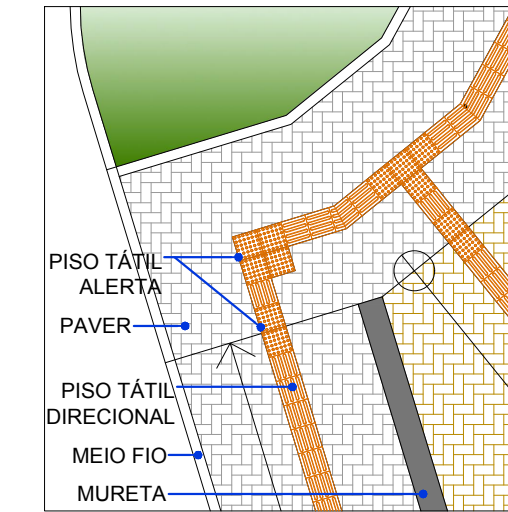 PISO TÁTIL
ALERTA
PAVER
PISO TÁTIL
DIRECIONAL
MEIO FIO
MURETA